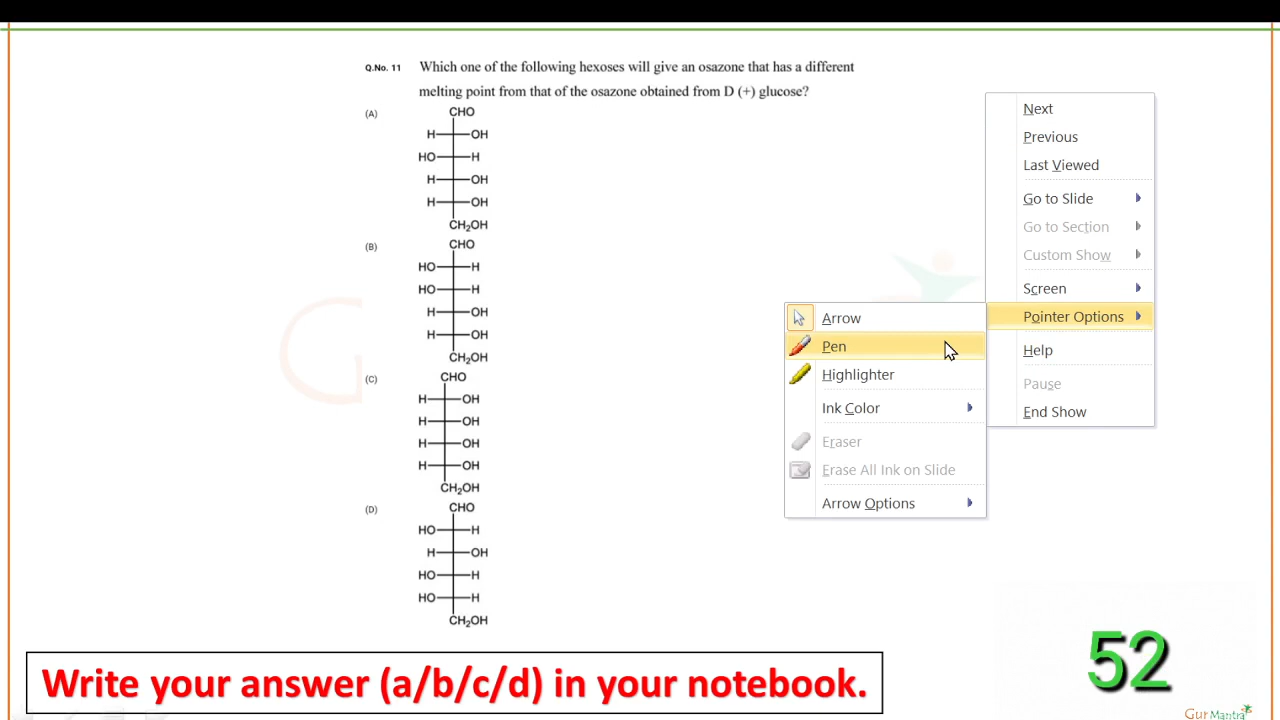 Q.No. 11 Which one of the following hexoses will give an osazone that has a different
melting point from that of the osazone obtained from D (+) glucose?
(A)
CHO
H OH
HO H
H OH
H OH
CH₂OH
(B)
CHO
HO H
HO H
H OH
H OH
CH₂OH
(C)
CHO
H OH
H OH
H OH
H OH
CH₂OH
(D)
CHO
HO H
H OH
HO H
HO H
CH₂OH
Next
Previous
Last Viewed
Go to Slide
Go to Section
Custom Show
Screen
Pointer Options
Help
Pause
End Show
Arrow
Pen
Highlighter
Ink Color
Eraser
Erase All Ink on Slide
Arrow Options
G
52
Write your answer (a/b/c/d) in your notebook.
Gur Mantra